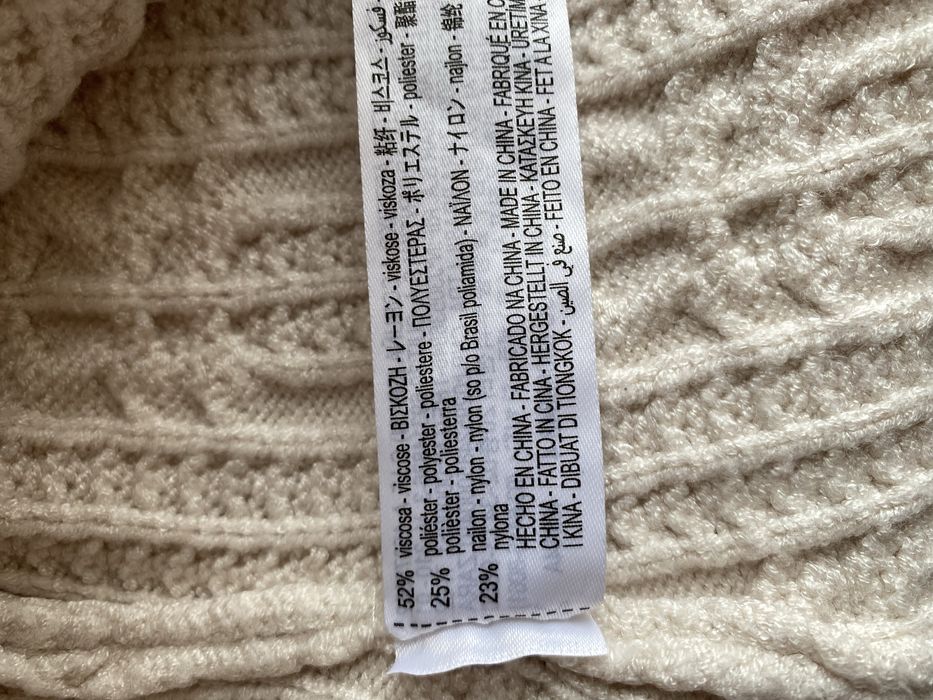 52% viscosa - viscose - ΒΙΣΚΟΖΗ - レーヨン - viskose - viskoza - 粘纤 - 비스코스 - فسكوز -
25% poliéster - polyester - poliestere - ΠΟΛΥΕΣΤΕΡΑΣ - ポリエステル - poliester - 聚酯
polièster - poliesterra
23% nailon - nylon - nylon (so p/o Brasil poliamida) - ΝΑΪΛΟΝ - ナイロン - najlon - 锦纶
nylona
HECHO EN CHINA - FABRICADO NA CHINA - MADE IN CHINA - FABRIQUÉ EN
CHINA - FATTO IN CINA - HERGESTELLT IN CHINA - ΚΑΤΑΣΚΕΥΗ ΚΙΝΑ -
I KINA - DIBUAT DI TIONGKOK - صنع في الصين - FEITO EN CHINA - FET A LA XINA